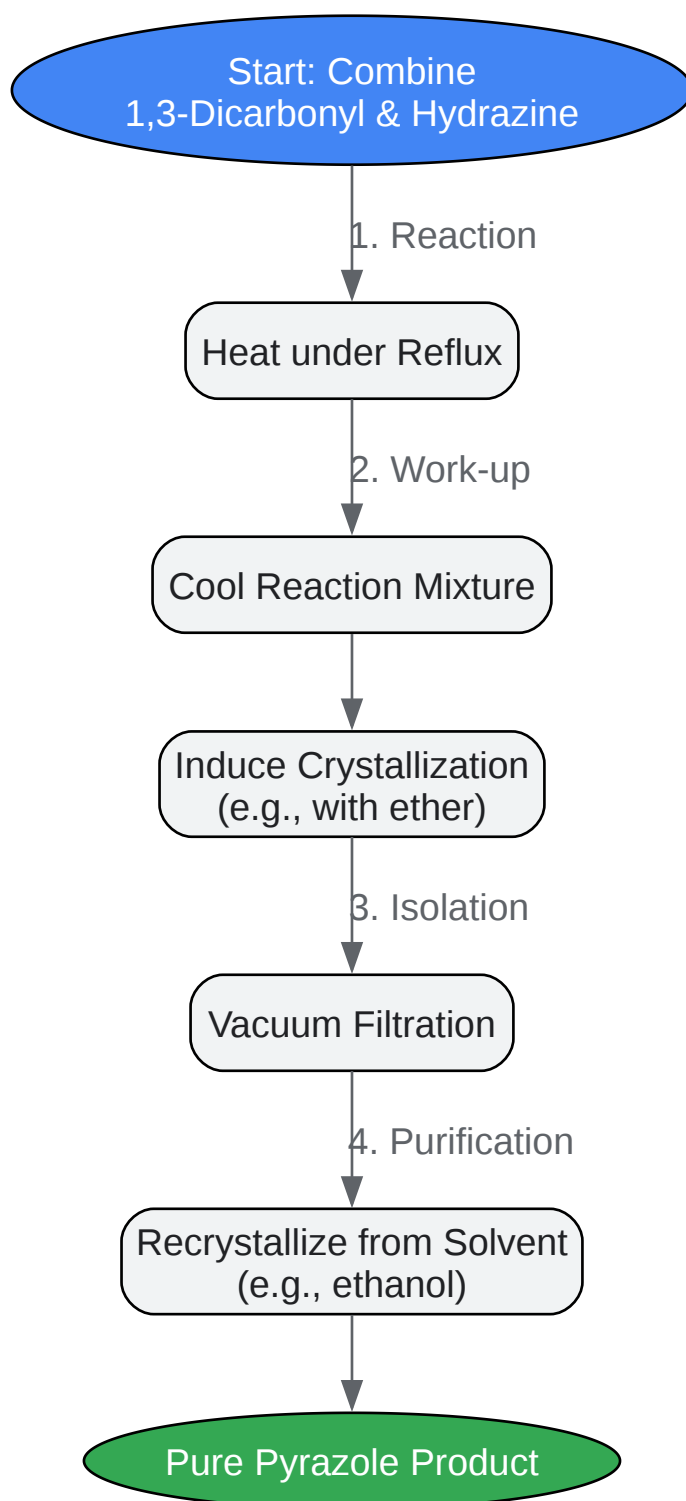 Start: Combine
1,3-Dicarbonyl & Hydrazine
1. Reaction
Heat under Reflux
2. Work-up
Cool Reaction Mixture
Induce Crystallization
(e.g., with ether)
3. Isolation
Vacuum Filtration
4. Purification
Recrystallize from Solvent
(e.g., ethanol)
Pure Pyrazole Product